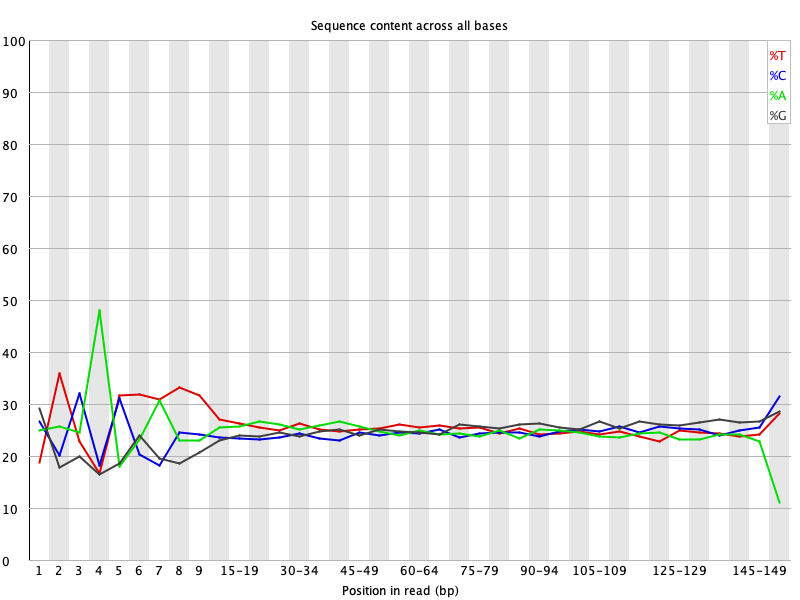 Sequence content across all bases
100
90
80
70
60
50
40
30
20
10
0
%T
%C
%A
%G
1 2 3 4 5 6 7 8 9 15-19 30-34 45-49 60-64 75-79 90-94 105-109 125-129 145-149
Position in read (bp)